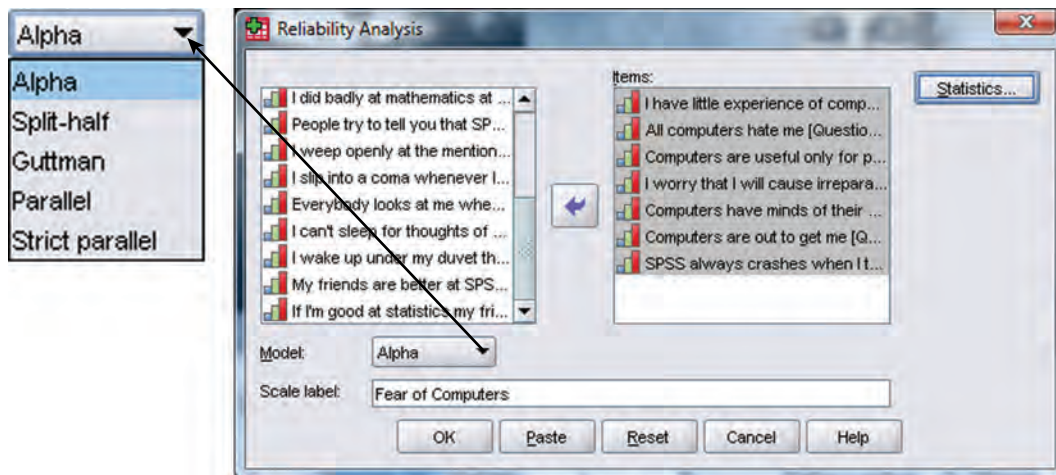 Alpha
Alpha
Split-half
Guttman
Parallel
Strict parallel
Reliability Analysis
I did badly at mathematics at ...
People try to tell you that SP...
I weep openly at the mention...
I slip into a coma whenever I...
Everybody looks at me whe...
I can't sleep for thoughts of ...
I wake up under my duvet th...
My friends are better at SPS...
If I'm good at statistics my fri...
Items:
I have little experience of comp...
All computers hate me [Questio...
Computers are useful only for p...
I worry that I will cause irrepara...
Computers have minds of their ...
Computers are out to get me [Q...
SPSS always crashes when I t...
Statistics...
Model:
Alpha
Scale label:
Fear of Computers
OK
Paste
Reset
Cancel
Help